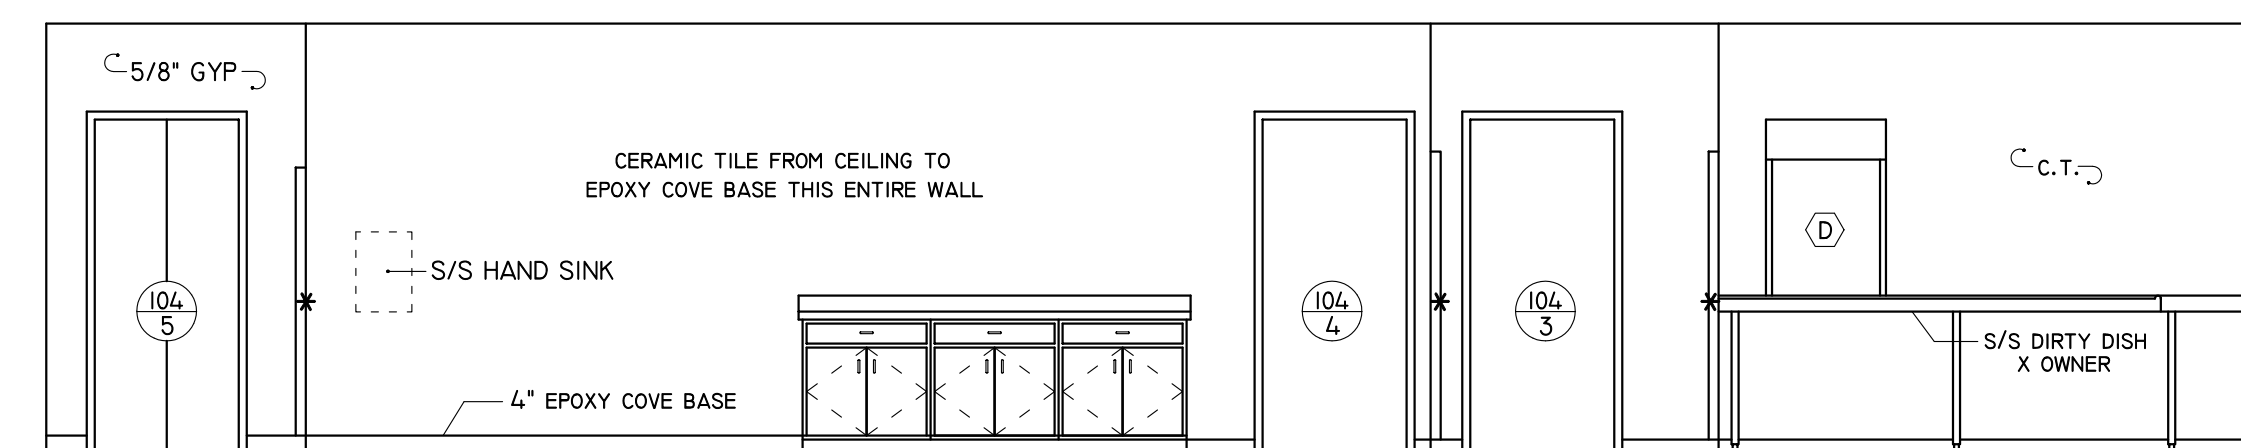 5/8" GYP
CERAMIC TILE FROM CEILING TO
EPOXY COVE BASE THIS ENTIRE WALL
C.T.
D
S/S HAND SINK
104
5
104
4
104
3
S/S DIRTY DISH
X OWNER
4" EPOXY COVE BASE